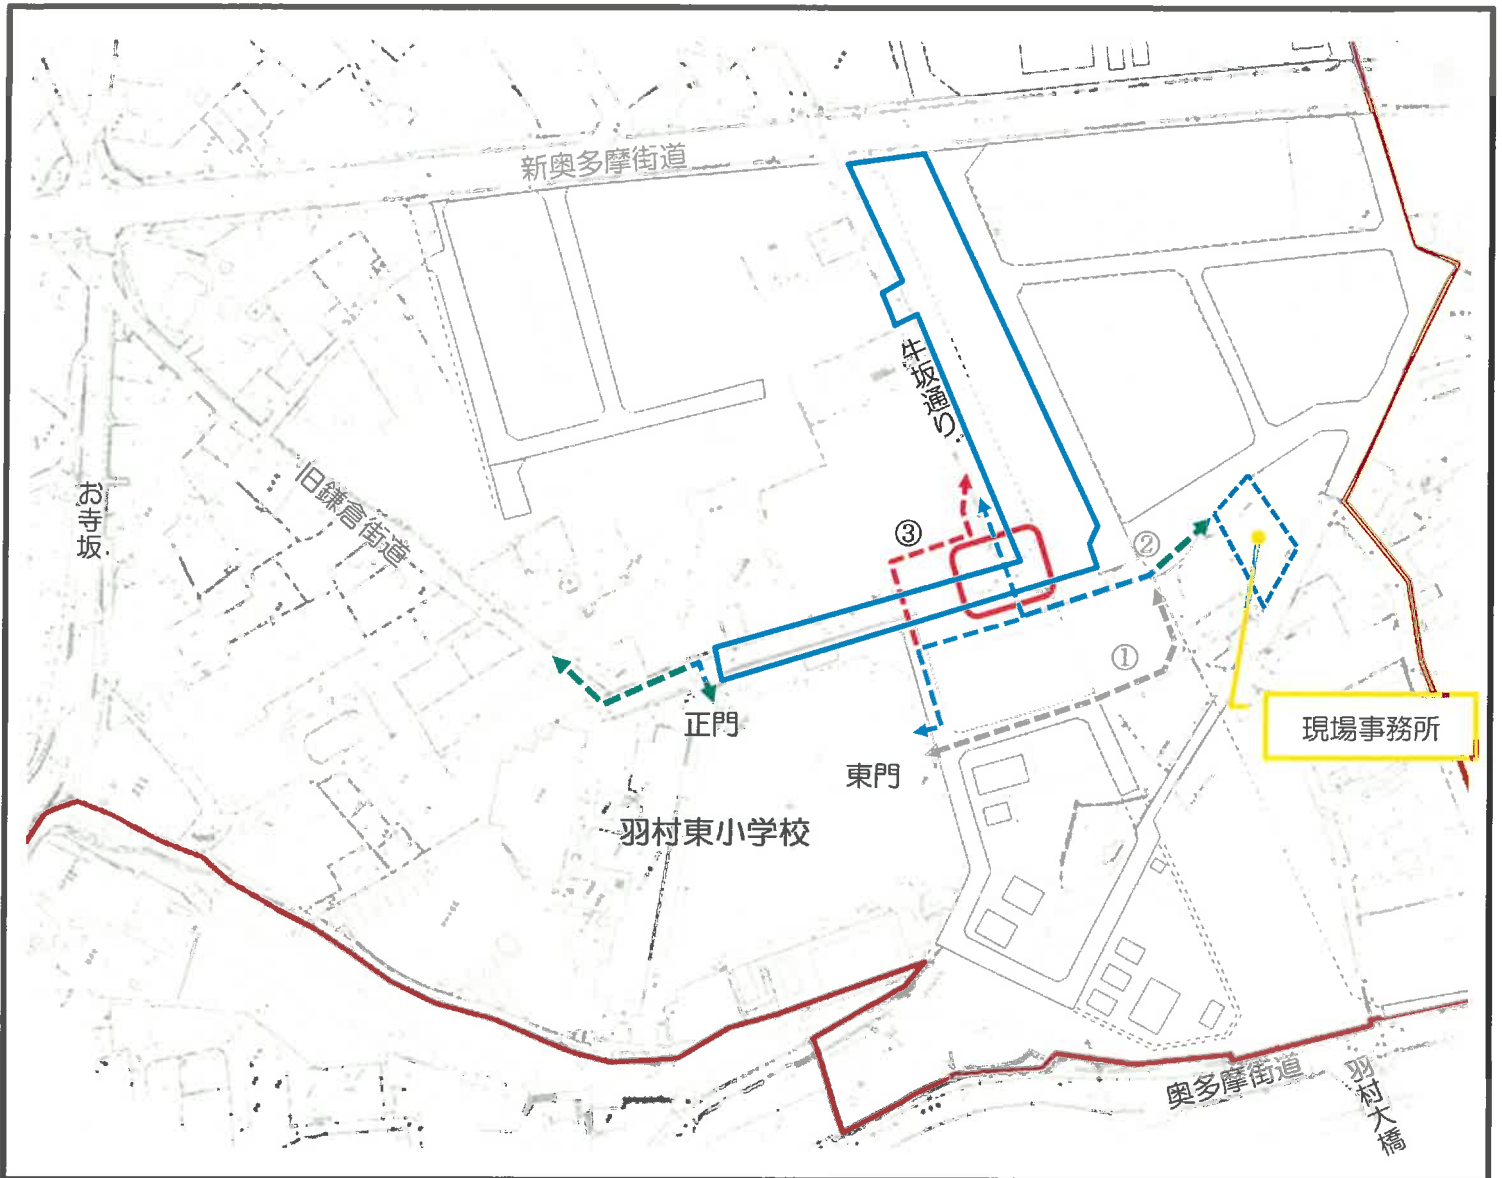 新奥多摩街道
牛坂通り
お寺坂
旧鎌倉街道
③
②
①
正門
現場事務所
東門
羽村東小学校
奥多摩街道
羽村大橋